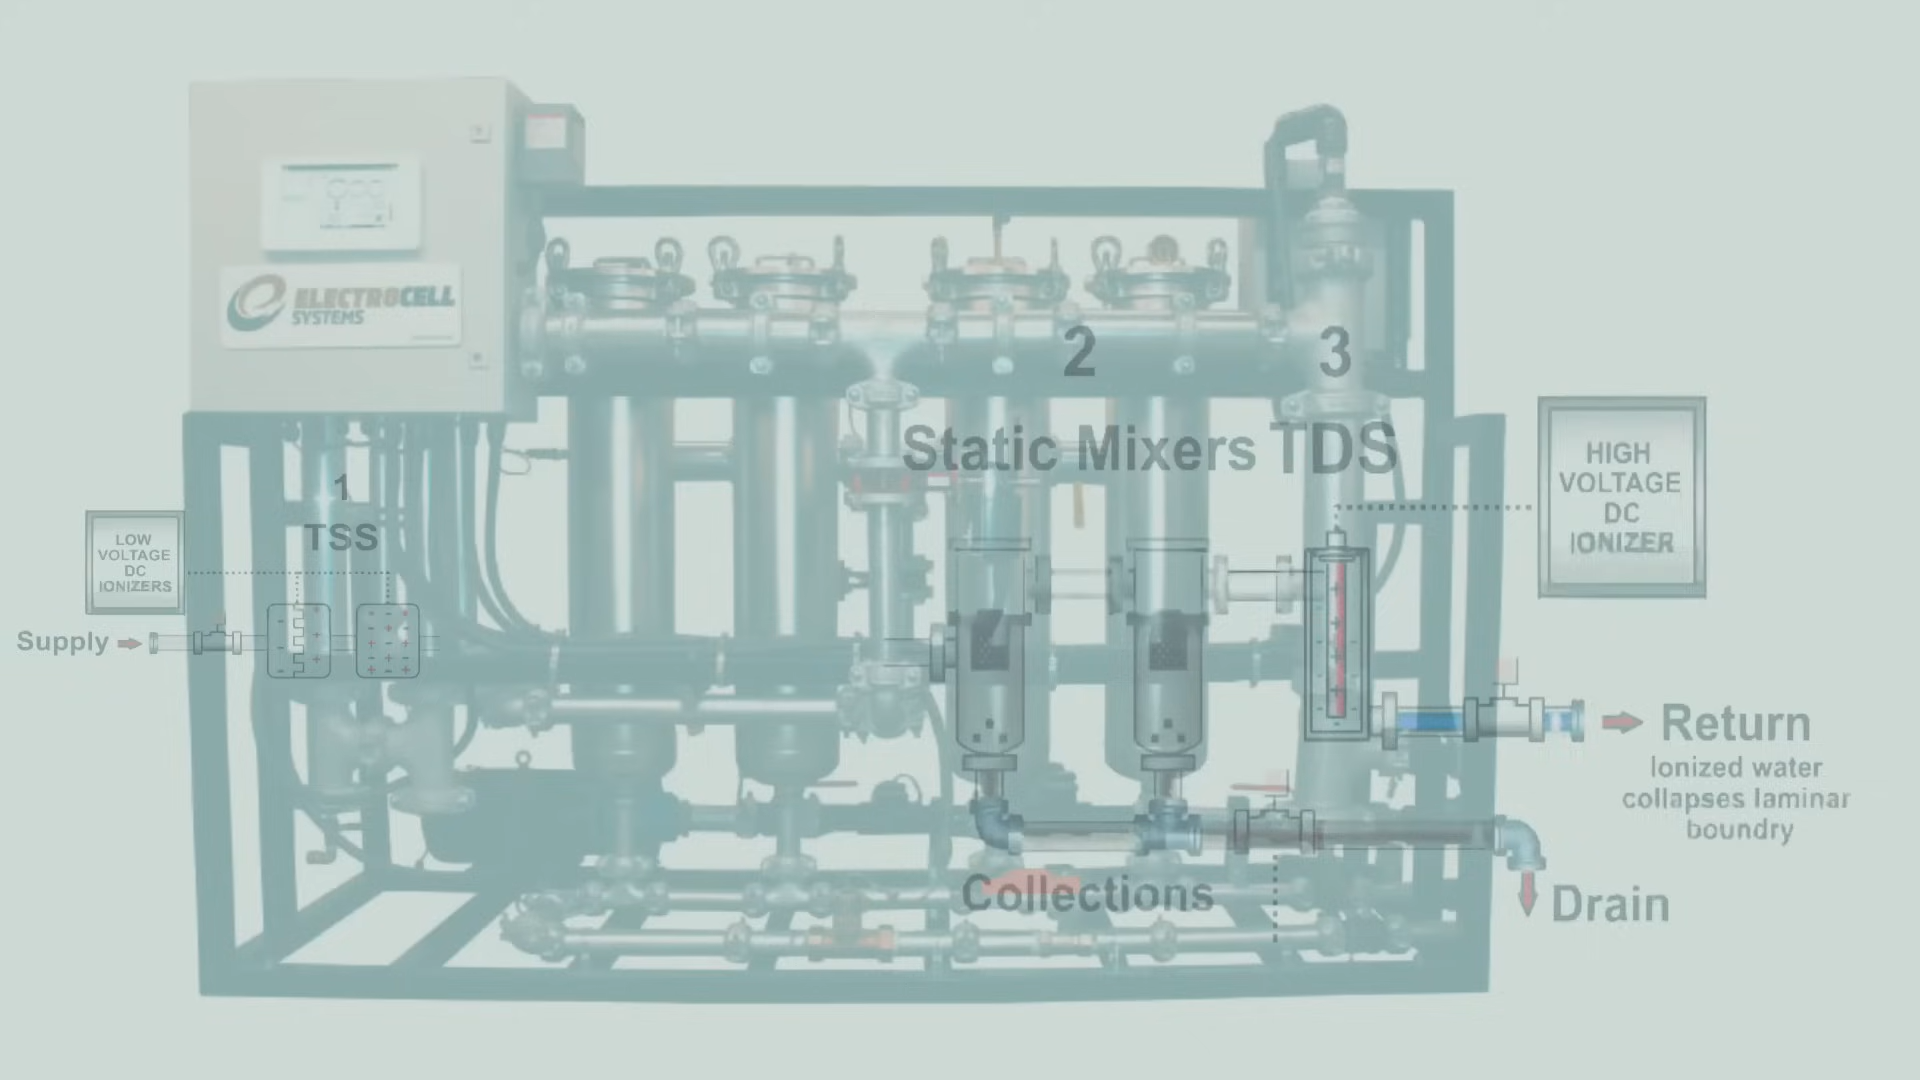 ELECTROCELL
SYSTEMS
2
3
Static Mixers TDS
HIGH
VOLTAGE
DC
IONIZER
1
TSS
LOW
VOLTAGE
DC
IONIZERS
Supply
Return
Ionized water
collapses laminar
boundry
Collections
Drain